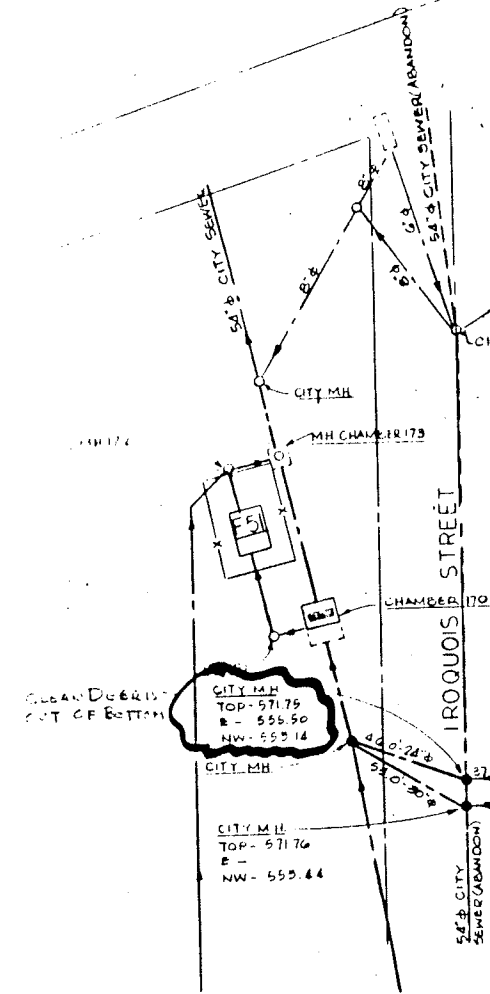 54"φ CITY SEWER (ABANDON)
8"φ
6"φ
54"φ CITY SEWER
8"φ
8"φ
CITY MH
MH CHAMBER 173
IROQUOIS STREET
CHAMBER 170
CLEAN DEBRIS
OUT OF BOTTOM
CITY MH
TOP - 571.75
E - 555.50
NW - 555.14
CITY MH
37
CITY MH
TOP - 571.76
E -
NW - 555.44
54"φ CITY
SEWER (ABANDON)